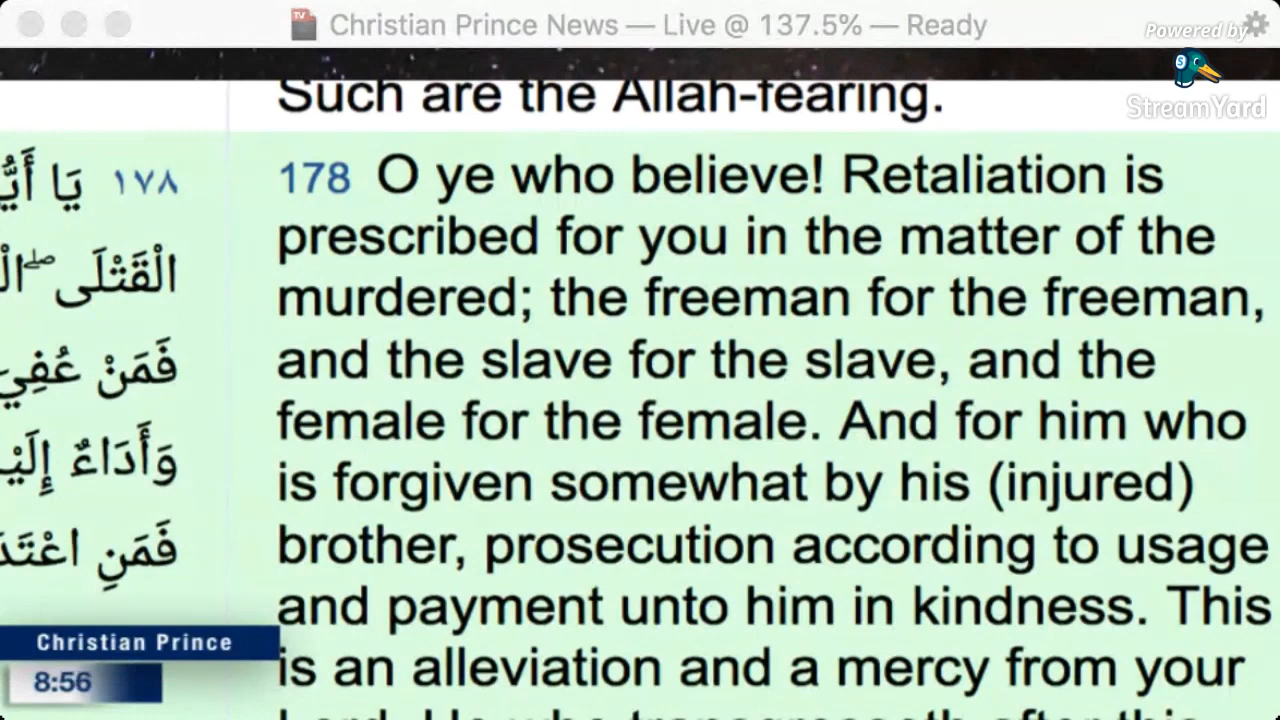 Christian Prince News — Live @ 137.5% — Ready
Powered by
StreamYard
Such are the Allah-fearing.
178 O ye who believe! Retaliation is
prescribed for you in the matter of the
murdered; the freeman for the freeman,
and the slave for the slave, and the
female for the female. And for him who
is forgiven somewhat by his (injured)
brother, prosecution according to usage
and payment unto him in kindness. This
is an alleviation and a mercy from your
١٧٨ يَا
الْقَتْلَى ۖ
فَمَنْ عُفِيَ
وَأَدَاءٌ
فَمَنِ
Christian Prince
8:56